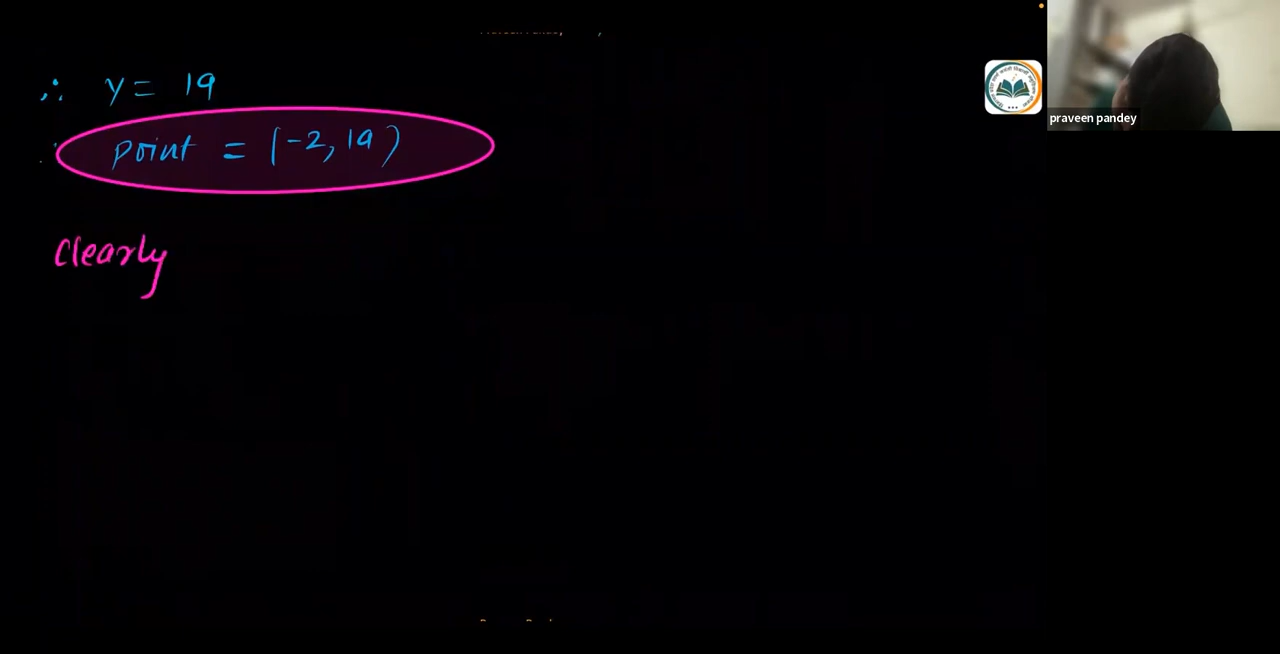 ∴ y = 19
∴ point = (-2, 19)
Clearly
praveen pandey